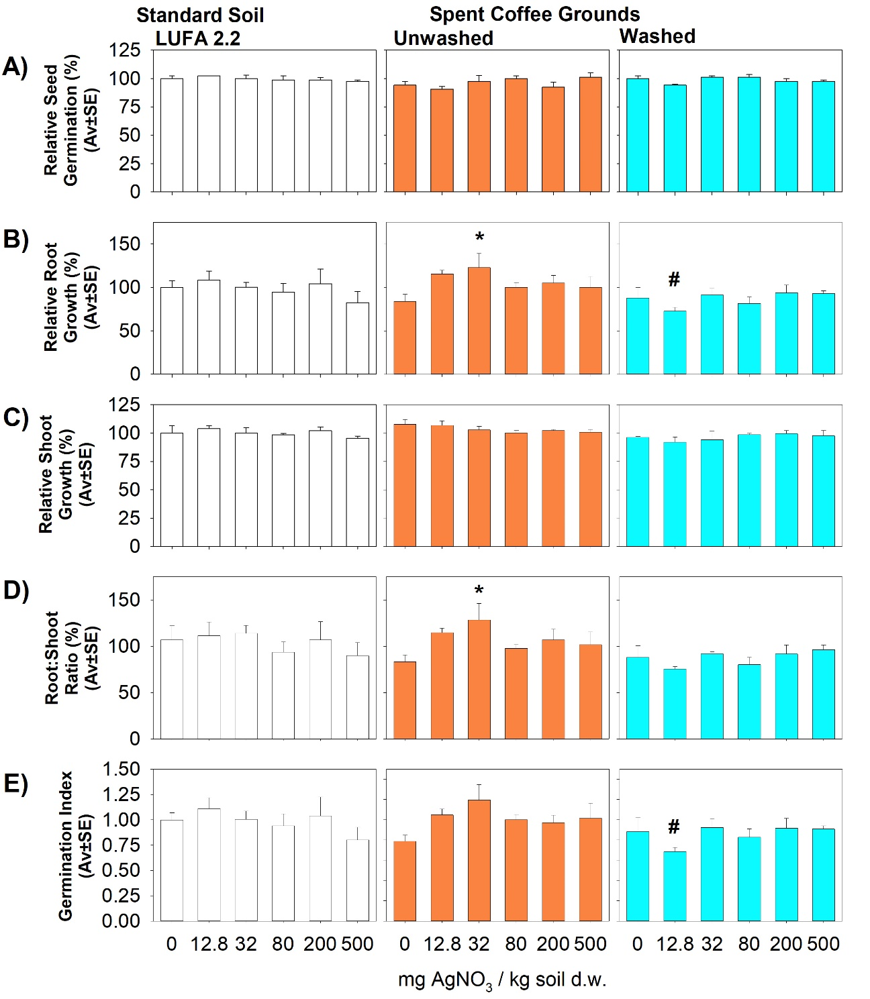 Standard Soil
Spent Coffee Grounds
LUFA 2.2
Unwashed
Washed
A)
Relative Seed
Germination (%)
(Av±SE)
125
100
75
50
25
0
B)
Relative Root
Growth (%)
(Av±SE)
150
100
50
0
*
#
C)
Relative Shoot
Growth (%)
(Av±SE)
125
100
75
50
25
0
D)
Root:Shoot
Ratio (%)
(Av±SE)
150
100
50
0
*
E)
Germination Index
(Av±SE)
1.50
1.25
1.00
0.75
0.50
0.25
0.00
#
0 12.8 32 80 200 500
0 12.8 32 80 200 500
0 12.8 32 80 200 500
mg AgNO₃ / kg soil d.w.